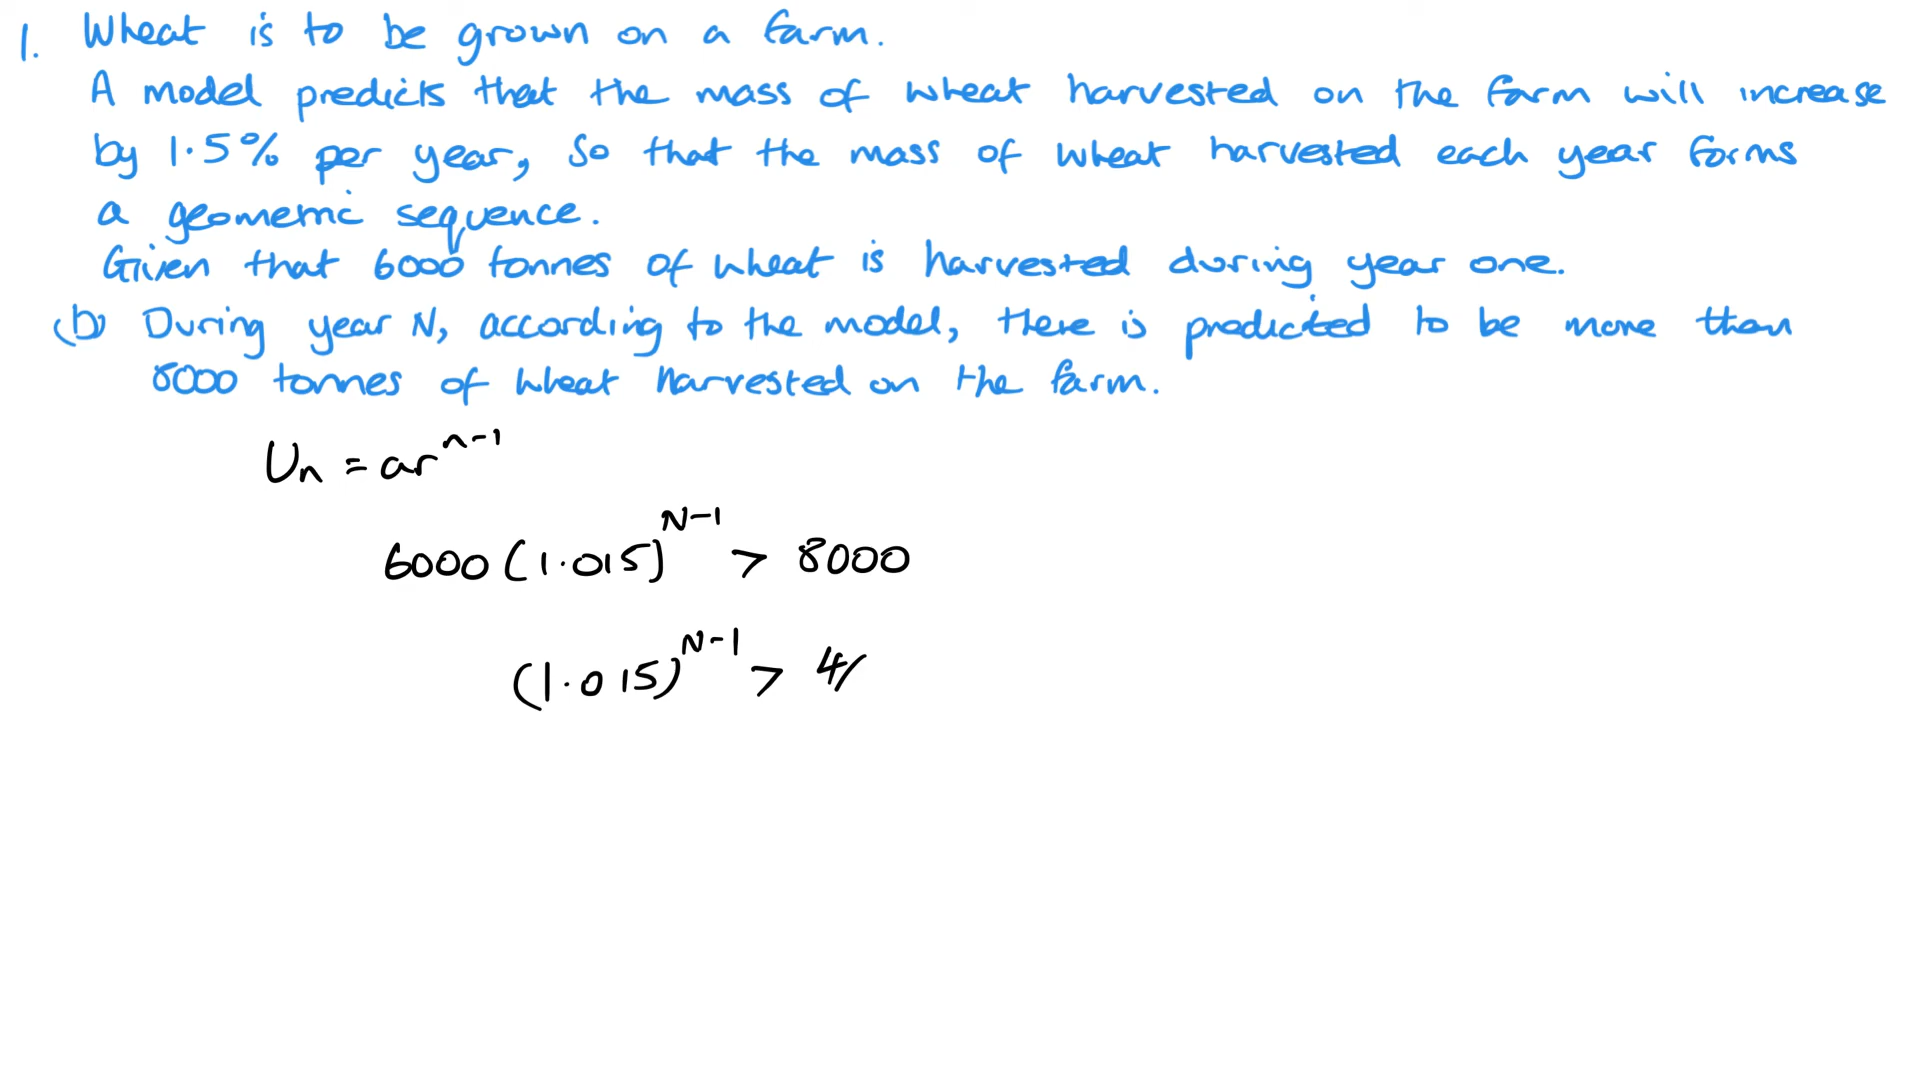 1. Wheat is to be grown on a farm.
A model predicts that the mass of wheat harvested on the farm will increase
by 1.5% per year, so that the mass of wheat harvested each year forms
a geometric sequence.
Given that 6000 tonnes of wheat is harvested during year one.
(b) During year N, according to the model, there is predicted to be more than
8000 tonnes of wheat harvested on the farm.
Un = ar^n-1
6000 (1.015)^N-1 > 8000
(1.015)^N-1 > 4/